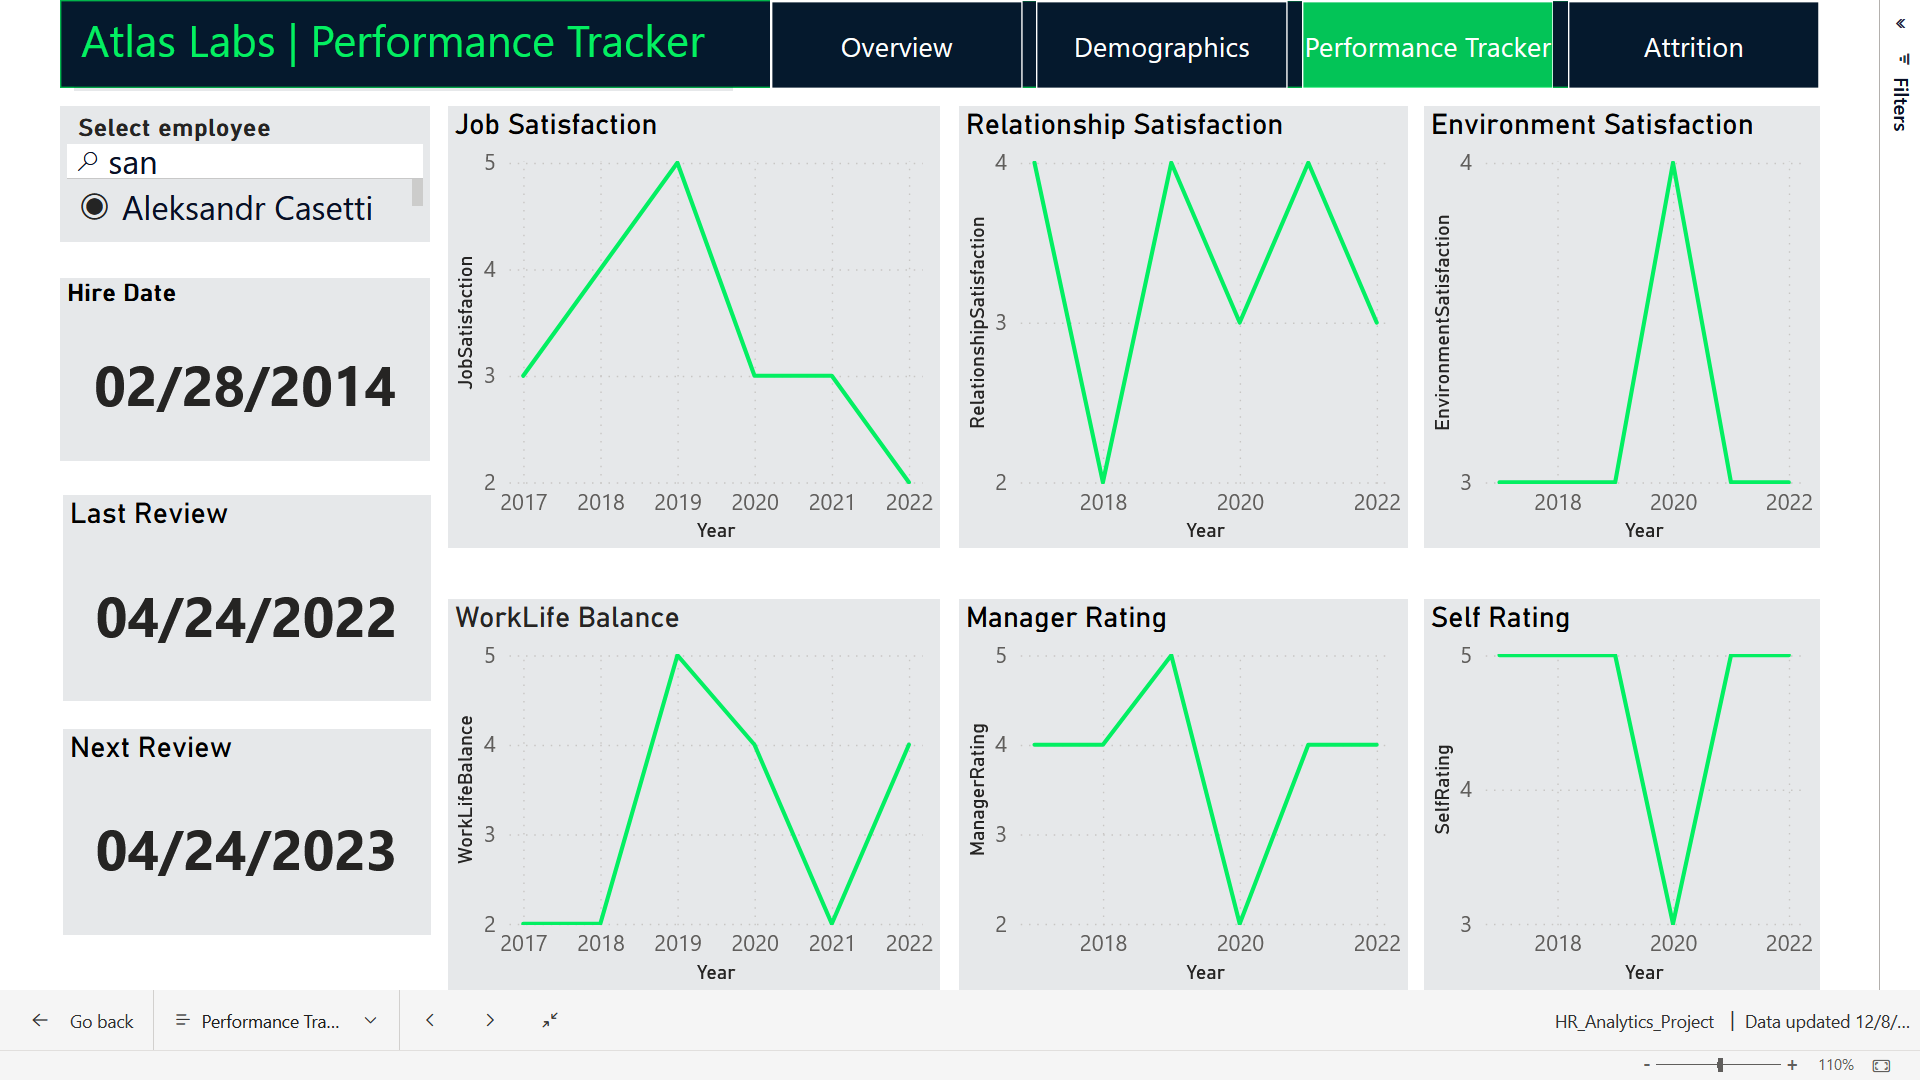 Atlas Labs | Performance Tracker
Overview
Demographics
Performance Tracker
Attrition
Filters
Select employee
san
Aleksandr Casetti
Hire Date
02/28/2014
Last Review
04/24/2022
Next Review
04/24/2023
Job Satisfaction
JobSatisfaction
5
4
3
2
2017 2018 2019 2020 2021 2022
Year
Relationship Satisfaction
RelationshipSatisfaction
4
3
2
2018 2020 2022
Year
Environment Satisfaction
EnvironmentSatisfaction
4
3
2018 2020 2022
Year
WorkLife Balance
WorkLifeBalance
5
4
3
2
2017 2018 2019 2020 2021 2022
Year
Manager Rating
ManagerRating
5
4
3
2
2018 2020 2022
Year
Self Rating
SelfRating
5
4
3
2018 2020 2022
Year
Go back
Performance Tra...
HR_Analytics_Project | Data updated 12/8/...
- + 110%